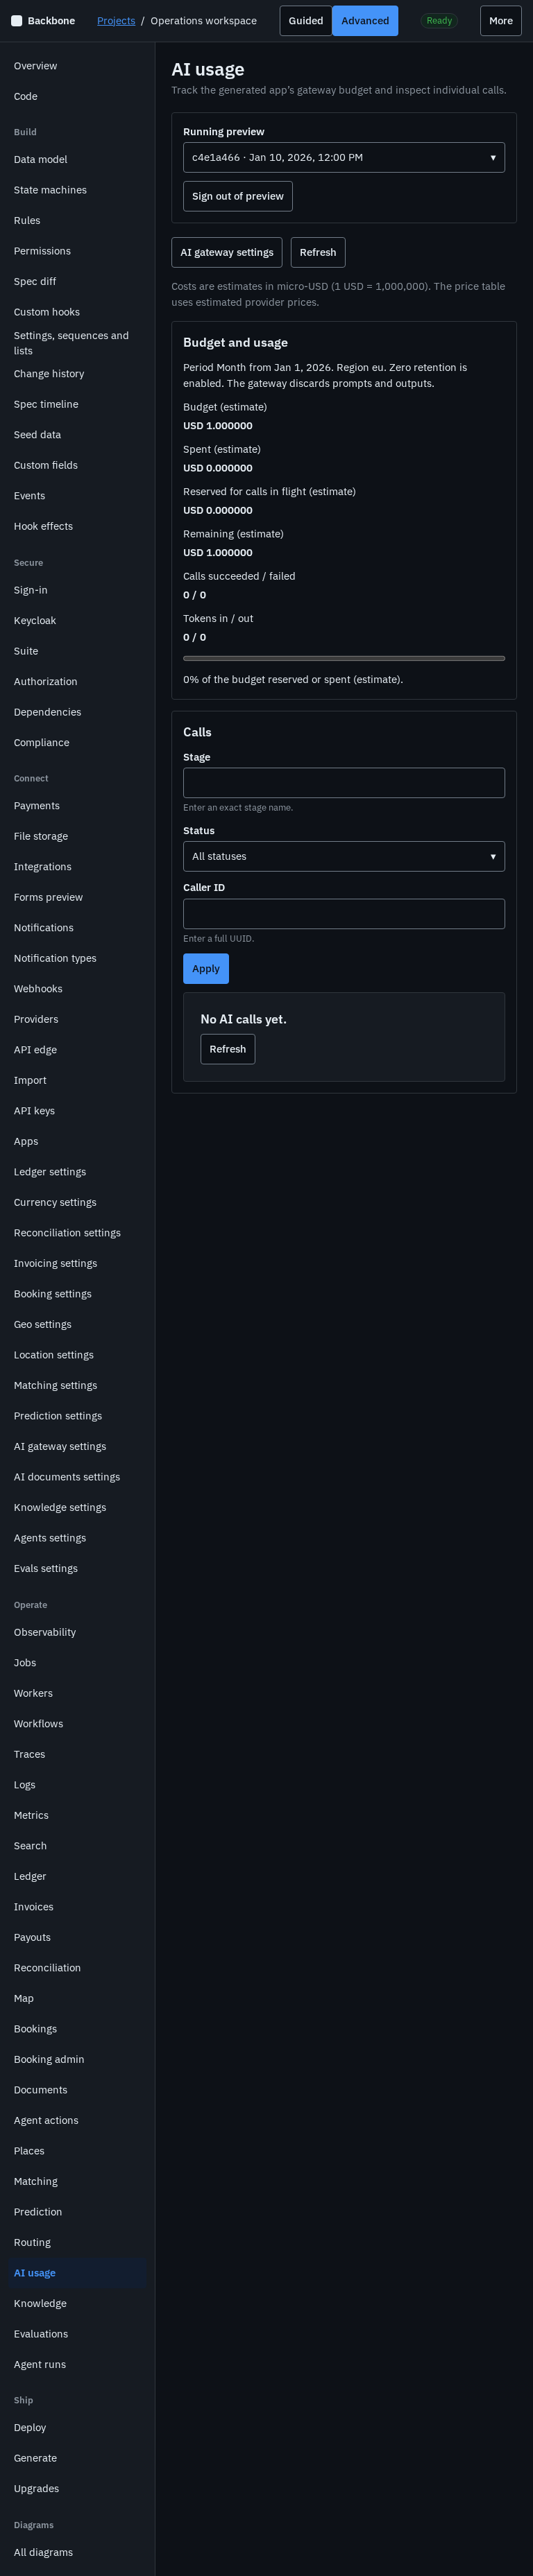 Backbone
Projects / Operations workspace
Guided
Advanced
Ready
More
Overview
Code
Build
Data model
State machines
Rules
Permissions
Spec diff
Custom hooks
Settings, sequences and
lists
Change history
Spec timeline
Seed data
Custom fields
Events
Hook effects
Secure
Sign-in
Keycloak
Suite
Authorization
Dependencies
Compliance
Connect
Payments
File storage
Integrations
Forms preview
Notifications
Notification types
Webhooks
Providers
API edge
Import
API keys
Apps
Ledger settings
Currency settings
Reconciliation settings
Invoicing settings
Booking settings
Geo settings
Location settings
Matching settings
Prediction settings
AI gateway settings
AI documents settings
Knowledge settings
Agents settings
Evals settings
Operate
Observability
Jobs
Workers
Workflows
Traces
Logs
Metrics
Search
Ledger
Invoices
Payouts
Reconciliation
Map
Bookings
Booking admin
Documents
Agent actions
Places
Matching
Prediction
Routing
AI usage
Knowledge
Evaluations
Agent runs
Ship
Deploy
Generate
Upgrades
Diagrams
All diagrams
AI usage
Track the generated app's gateway budget and inspect individual calls.
Running preview
c4e1a466 · Jan 10, 2026, 12:00 PM
Sign out of preview
AI gateway settings
Refresh
Costs are estimates in micro-USD (1 USD = 1,000,000). The price table
uses estimated provider prices.
Budget and usage
Period Month from Jan 1, 2026. Region eu. Zero retention is
enabled. The gateway discards prompts and outputs.
Budget (estimate)
USD 1.000000
Spent (estimate)
USD 0.000000
Reserved for calls in flight (estimate)
USD 0.000000
Remaining (estimate)
USD 1.000000
Calls succeeded / failed
0 / 0
Tokens in / out
0 / 0
0% of the budget reserved or spent (estimate).
Calls
Stage
Enter an exact stage name.
Status
All statuses
Caller ID
Enter a full UUID.
Apply
No AI calls yet.
Refresh